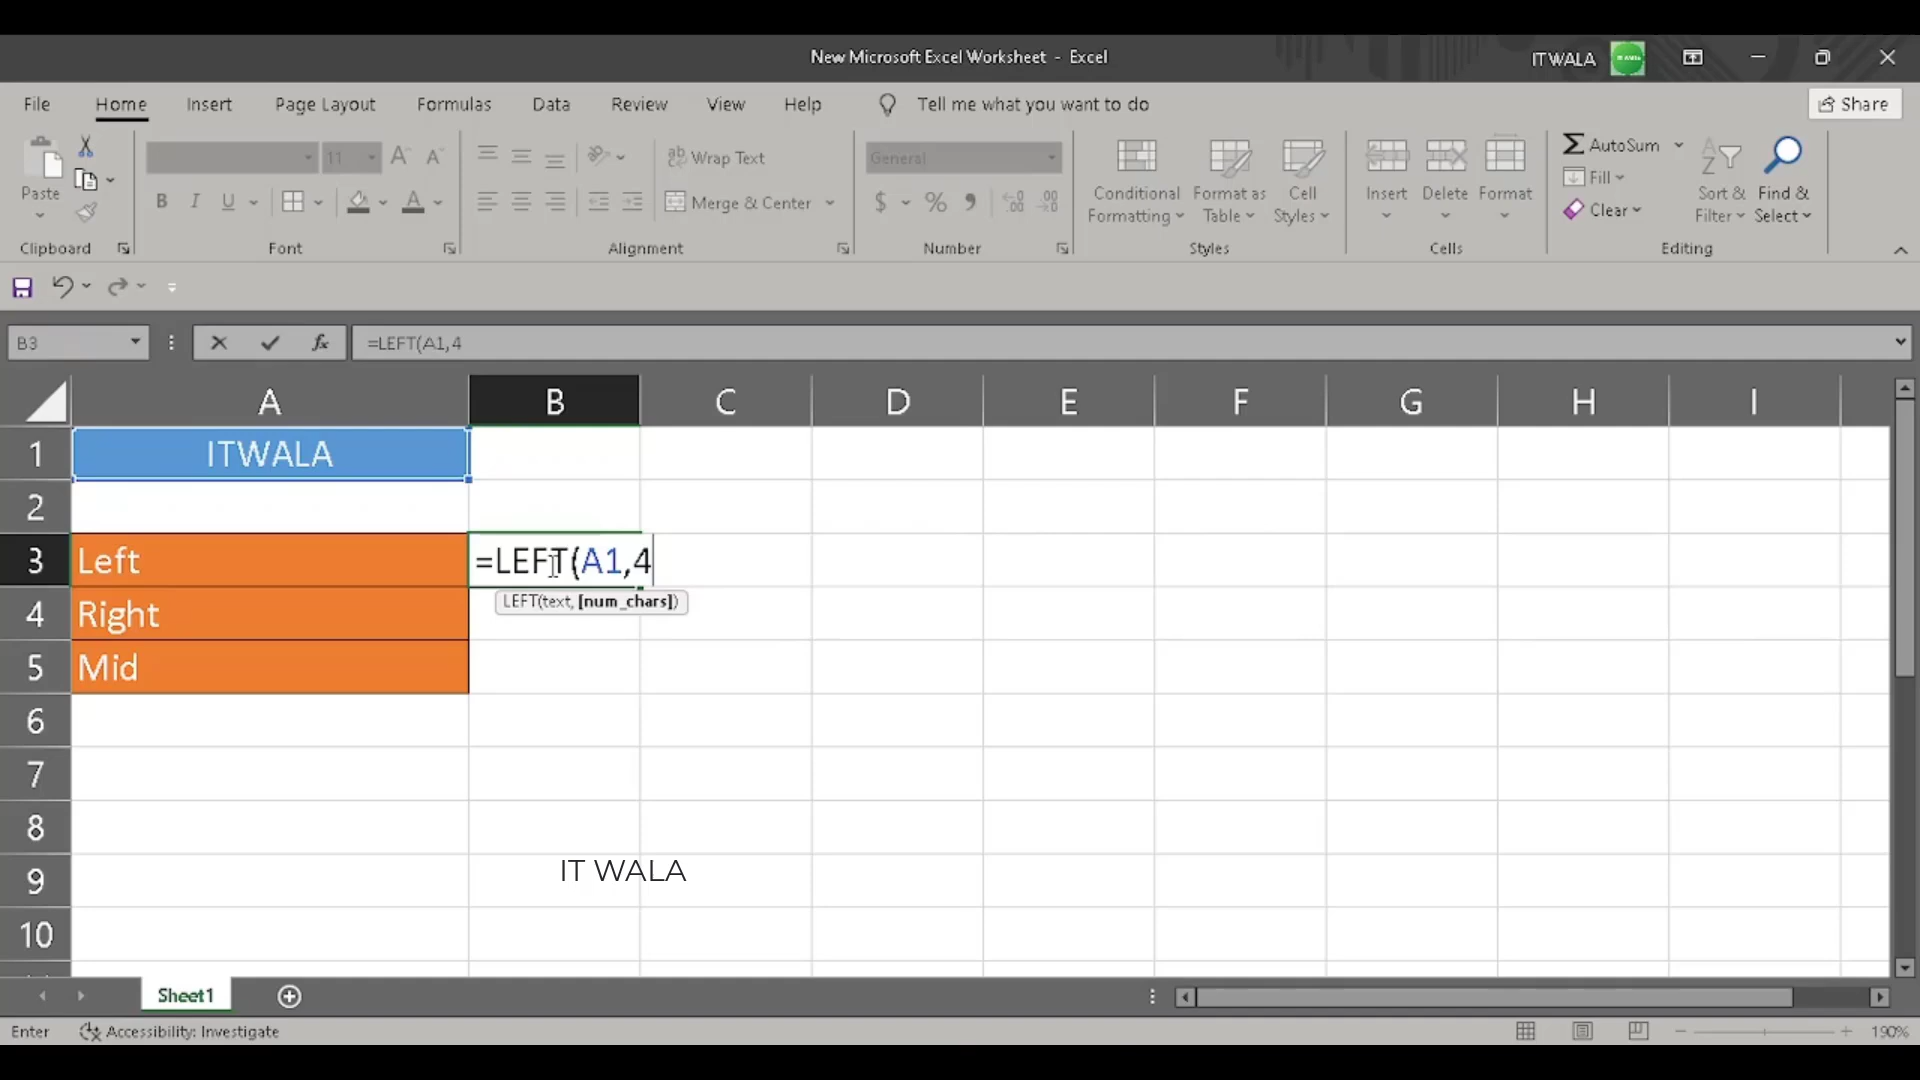 New Microsoft Excel Worksheet - Excel
ITWALA
File Home Insert Page Layout Formulas Data Review View Help Tell me what you want to do
Share
Paste
Clipboard
11
B I U
Font
Wrap Text
Merge & Center
Alignment
General
$ % ,
Number
Conditional
Formatting
Format as
Table
Cell
Styles
Styles
Insert
Delete
Format
Cells
AutoSum
Fill
Clear
Sort &
Filter
Find &
Select
Editing
B3
fx
=LEFT(A1,4
A B C D E F G H I
1 ITWALA
2
3 Left =LEFT(A1,4
LEFT(text, [num_chars])
4 Right
5 Mid
6
7
8
9 IT WALA
10
Sheet1
Enter Accessibility: Investigate 190%